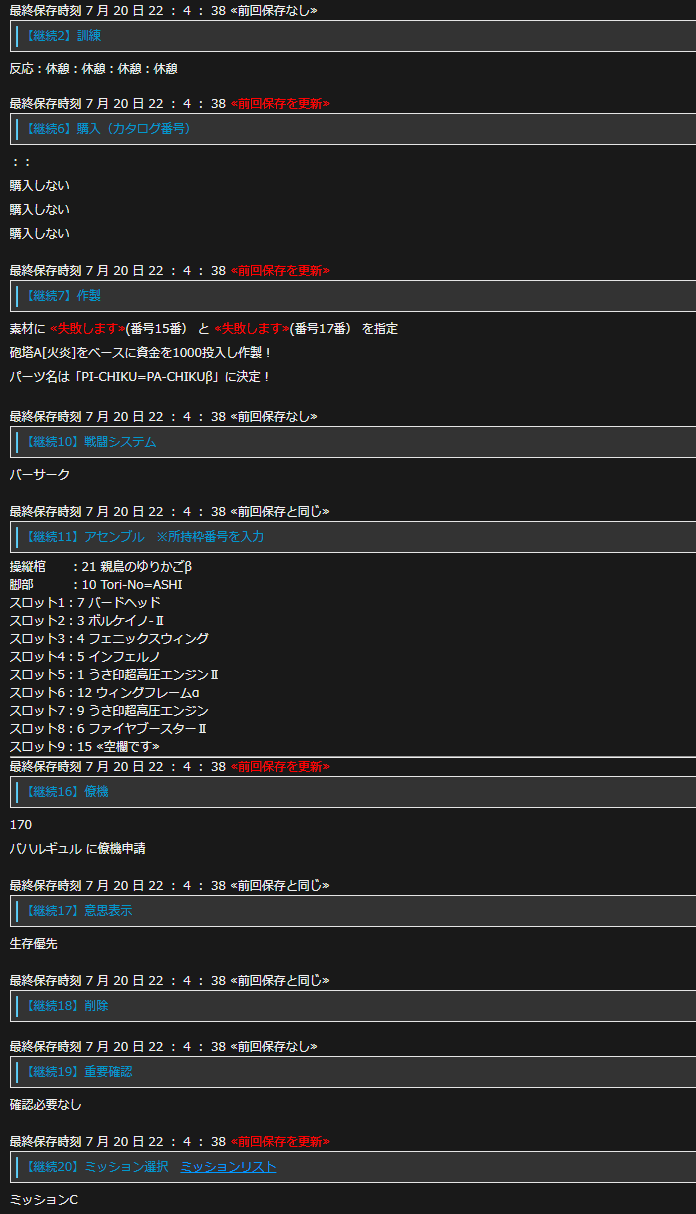 最終保存時刻 7 月 20 日 22 ： 4 ： 38 ≪前回保存なし≫
【継続2】訓練
反応：休憩：休憩：休憩：休憩
最終保存時刻 7 月 20 日 22 ： 4 ： 38 ≪前回保存を更新≫
【継続6】購入（カタログ番号）
：：
購入しない
購入しない
購入しない
最終保存時刻 7 月 20 日 22 ： 4 ： 38 ≪前回保存を更新≫
【継続7】作製
素材に ≪失敗します≫(番号15番） と ≪失敗します≫(番号17番） を指定
砲塔A[火炎]をベースに資金を1000投入し作製！
パーツ名は「PI-CHIKU=PA-CHIKUβ」に決定！
最終保存時刻 7 月 20 日 22 ： 4 ： 38 ≪前回保存なし≫
【継続10】戦闘システム
バーサーク
最終保存時刻 7 月 20 日 22 ： 4 ： 38 ≪前回保存と同じ≫
【継続11】アセンブル　※所持枠番号を入力
操縦棺　　：21 親鳥のゆりかごβ
脚部　　　：10 Tori-No=ASHI
スロット1：7 バードヘッド
スロット2：3 ボルケイノ-Ⅱ
スロット3：4 フェニックスウィング
スロット4：5 インフェルノ
スロット5：1 うさ印超高圧エンジンⅡ
スロット6：12 ウィングフレームα
スロット7：9 うさ印超高圧エンジン
スロット8：6 ファイヤブースターⅡ
スロット9：15 ≪空欄です≫
最終保存時刻 7 月 20 日 22 ： 4 ： 38 ≪前回保存を更新≫
【継続16】僚機
170
バハルギュル に僚機申請
最終保存時刻 7 月 20 日 22 ： 4 ： 38 ≪前回保存と同じ≫
【継続17】意思表示
生存優先
最終保存時刻 7 月 20 日 22 ： 4 ： 38 ≪前回保存と同じ≫
【継続18】削除
最終保存時刻 7 月 20 日 22 ： 4 ： 38 ≪前回保存なし≫
【継続19】重要確認
確認必要なし
最終保存時刻 7 月 20 日 22 ： 4 ： 38 ≪前回保存を更新≫
【継続20】ミッション選択　ミッションリスト
ミッションC